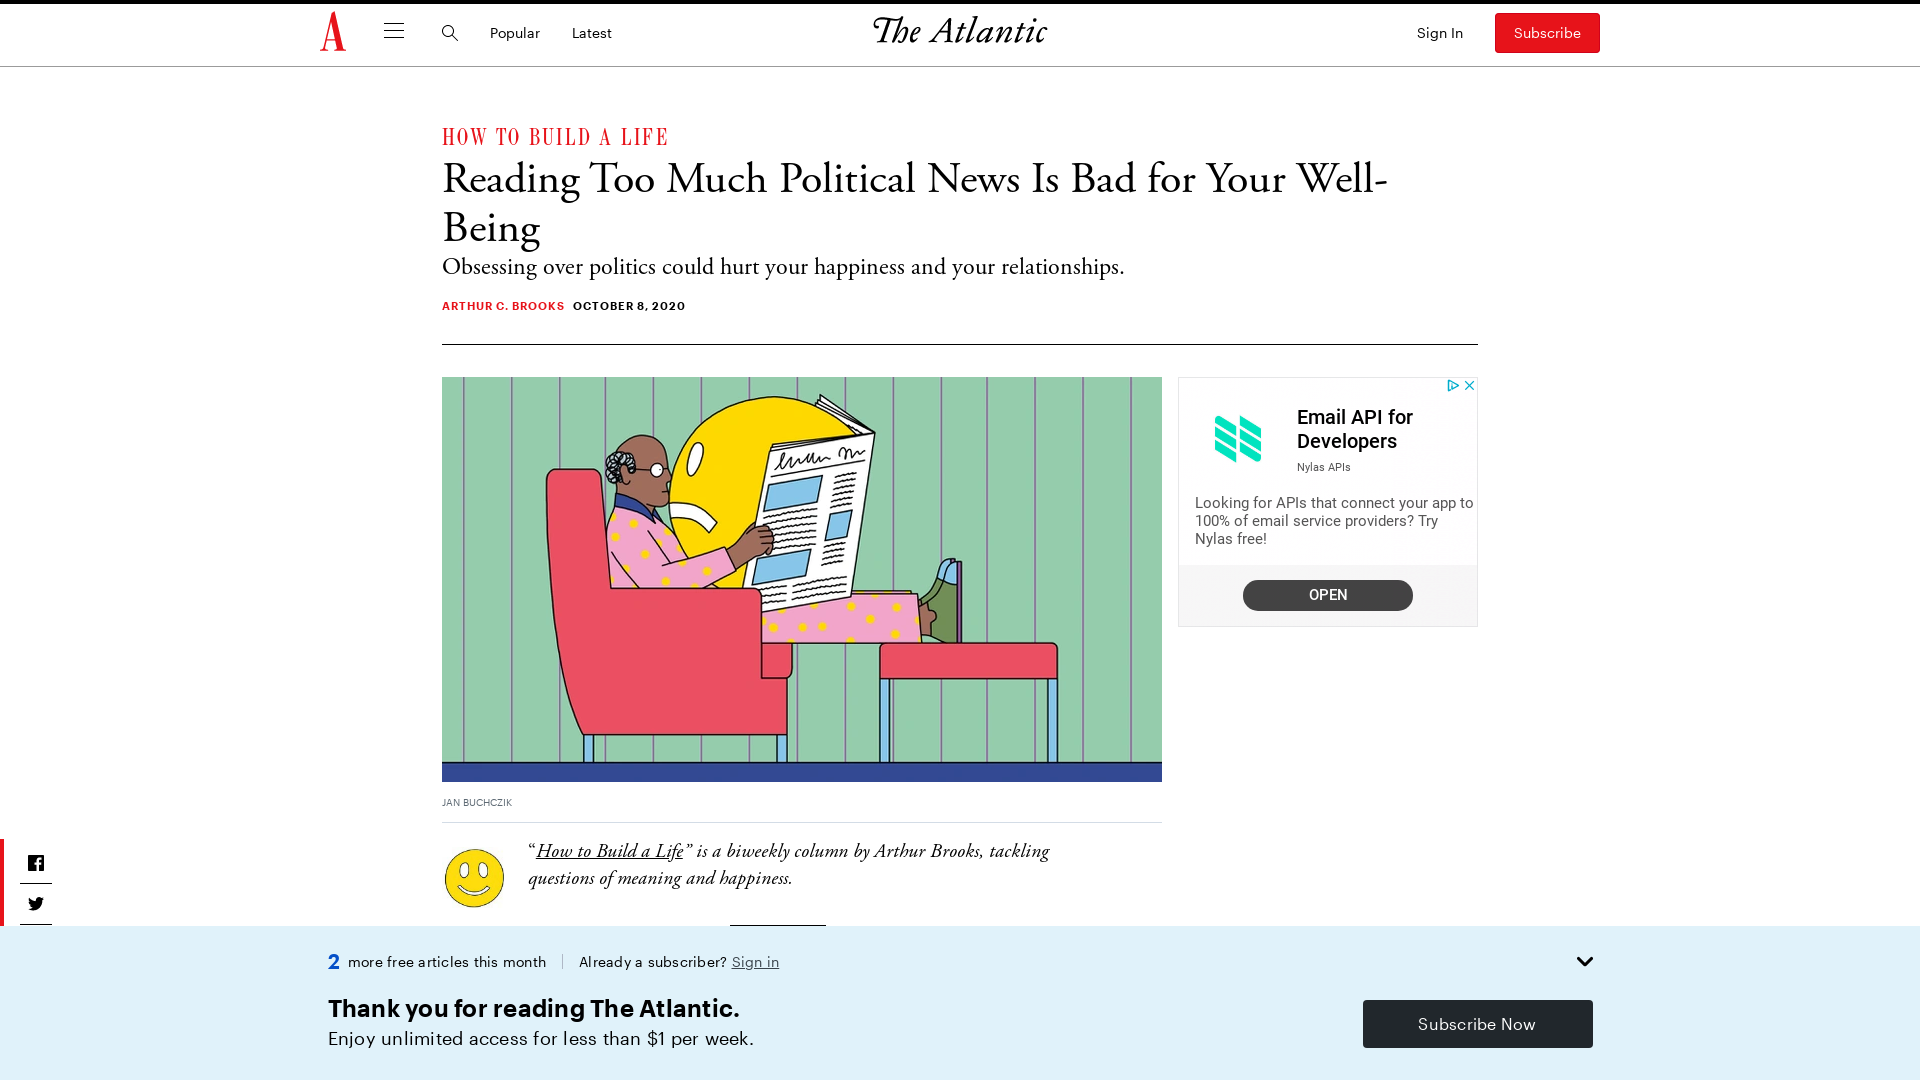 A
Popular
Latest
The Atlantic
Sign In
Subscribe
HOW TO BUILD A LIFE
Reading Too Much Political News Is Bad for Your Well-
Being
Obsessing over politics could hurt your happiness and your relationships.
ARTHUR C. BROOKS OCTOBER 8, 2020
Email API for
Developers
Nylas APIs
Looking for APIs that connect your app to
100% of email service providers? Try
Nylas free!
OPEN
JAN BUCHCZIK
“How to Build a Life” is a biweekly column by Arthur Brooks, tackling
questions of meaning and happiness.
2 more free articles this month
Already a subscriber? Sign in
Thank you for reading The Atlantic.
Enjoy unlimited access for less than $1 per week.
Subscribe Now